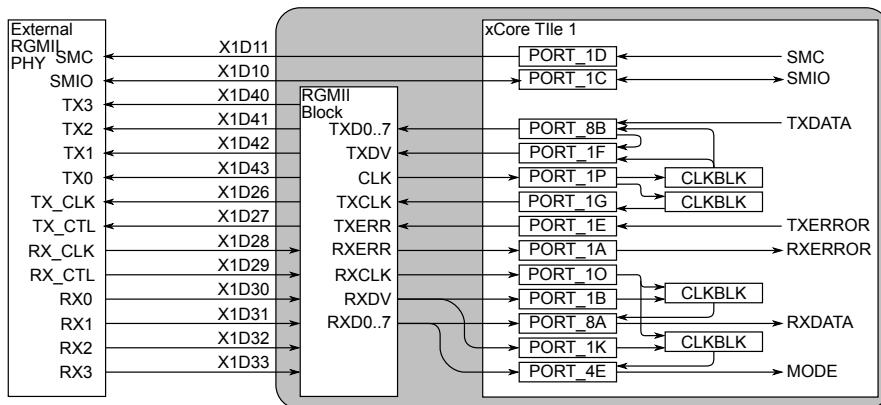 External
RGMII
PHY
xCore TIle 1
SMC X1D11 PORT_1D SMC
SMIO X1D10 PORT_1C SMIO
TX3 X1D40 RGMII
Block
TX2 X1D41 TXD0..7 PORT_8B TXDATA
TX1 X1D42 TXDV PORT_1F
TX0 X1D43 CLK PORT_1P CLKBLK
TX_CLK X1D26 TXCLK PORT_1G CLKBLK
TX_CTL X1D27 TXERR PORT_1E TXERROR
RX_CLK X1D28 RXERR PORT_1A RXERROR
RX_CTL X1D29 RXCLK PORT_1O
RX0 X1D30 RXDV PORT_1B CLKBLK
RX1 X1D31 RXD0..7 PORT_8A RXDATA
RX2 X1D32 PORT_1K CLKBLK
RX3 X1D33 PORT_4E MODE